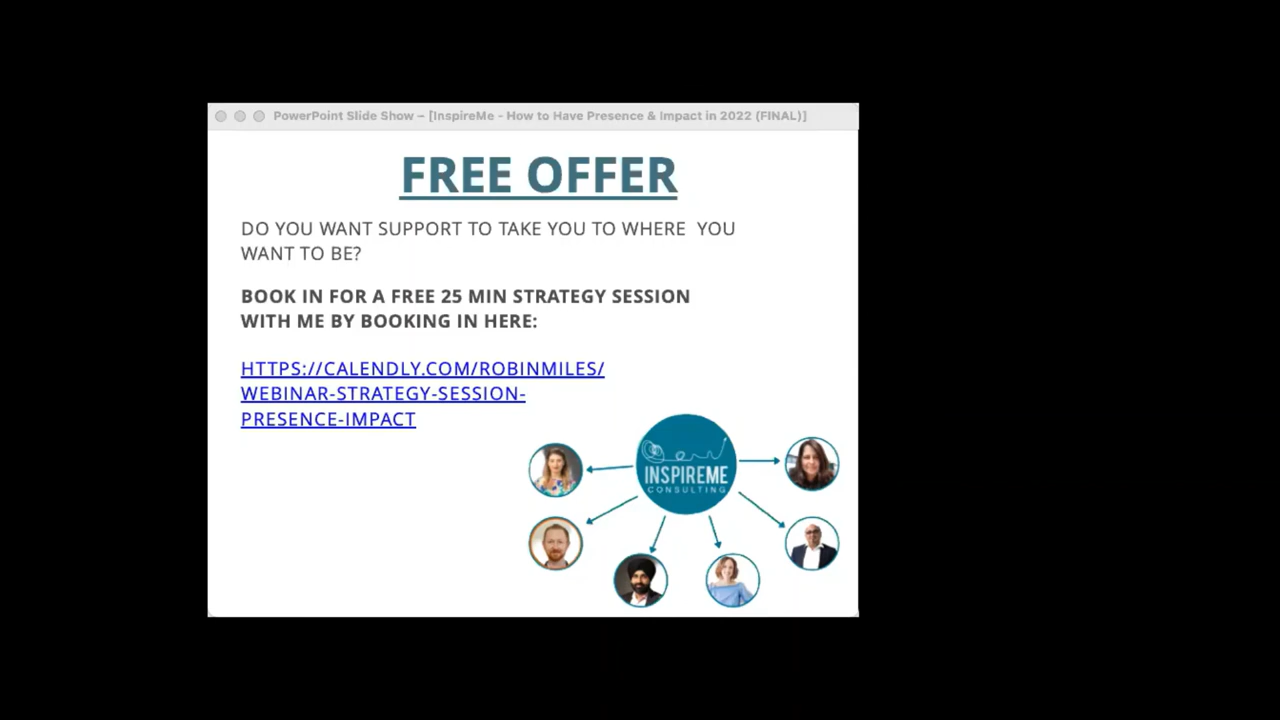 PowerPoint Slide Show – [InspireMe - How to Have Presence & Impact in 2022 (FINAL)]
FREE OFFER
DO YOU WANT SUPPORT TO TAKE YOU TO WHERE YOU
WANT TO BE?
BOOK IN FOR A FREE 25 MIN STRATEGY SESSION
WITH ME BY BOOKING IN HERE:
HTTPS://CALENDLY.COM/ROBINMILES/
WEBINAR-STRATEGY-SESSION-
PRESENCE-IMPACT
INSPIREME
CONSULTING